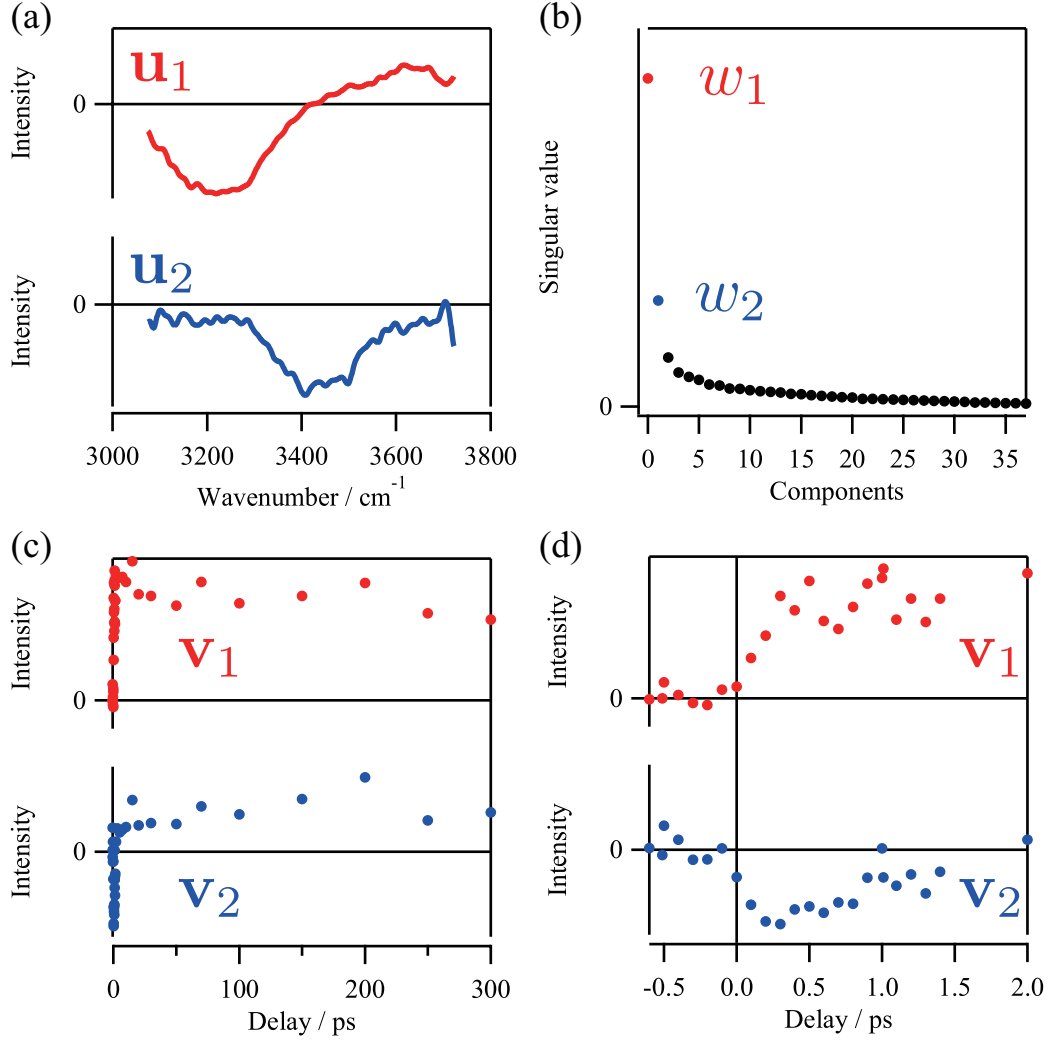 (a)
Intensity
0
u1
Intensity
0
u2
3000 3200 3400 3600 3800
Wavenumber / cm-1
(b)
Singular value
w1
w2
0
0 5 10 15 20 25 30 35
Components
(c)
Intensity
0
v1
Intensity
0
v2
0 100 200 300
Delay / ps
(d)
Intensity
0
v1
Intensity
0
v2
-0.5 0.0 0.5 1.0 1.5 2.0
Delay / ps